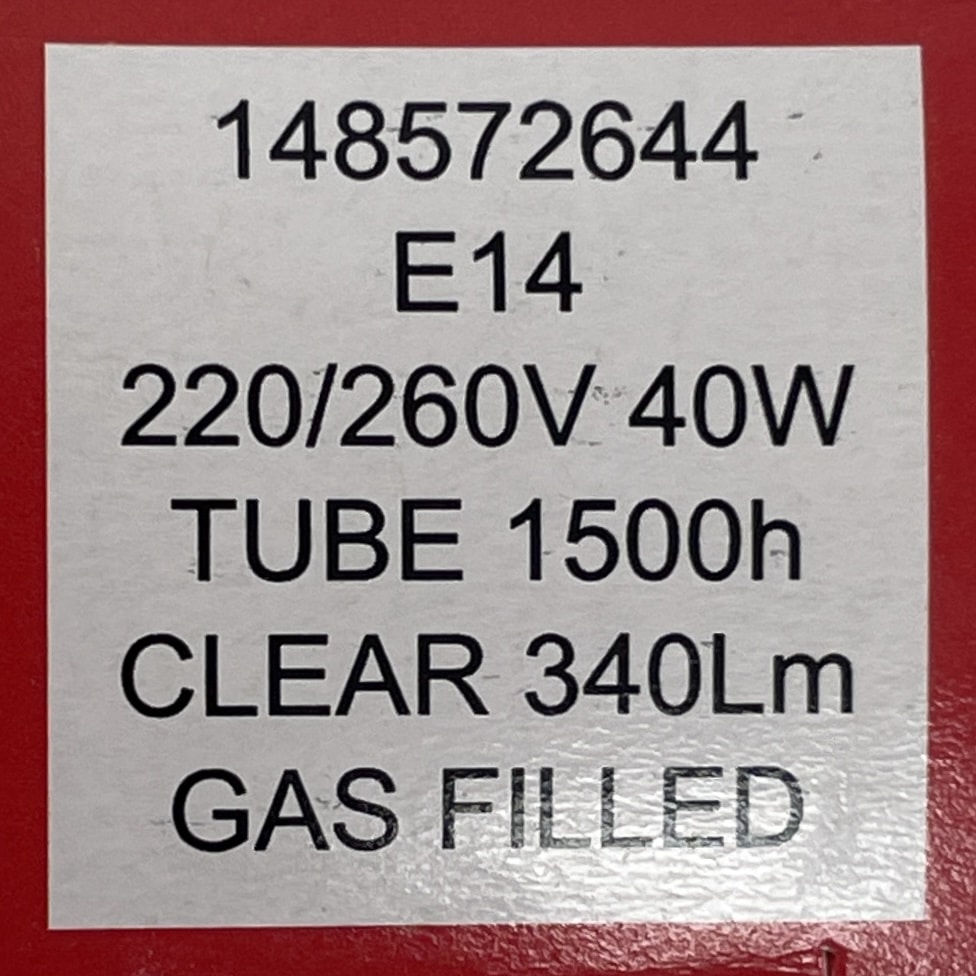 148572644
E14
220/260V 40W
TUBE 1500h
CLEAR 340Lm
GAS FILLED